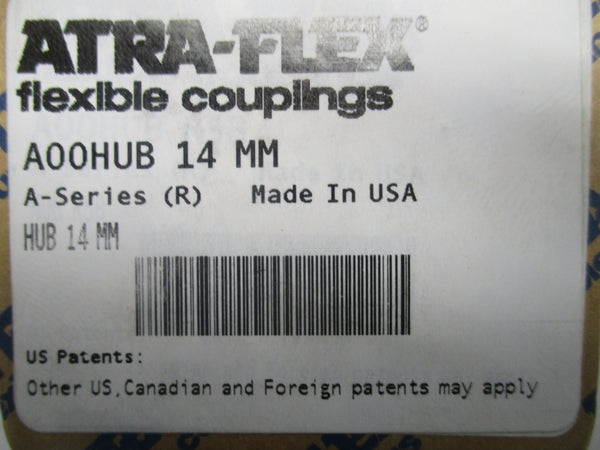 ATRA-FLEX®
flexible couplings
A00HUB 14 MM
A-Series (R) Made In USA
HUB 14 MM
US Patents:
Other US,Canadian and Foreign patents may apply